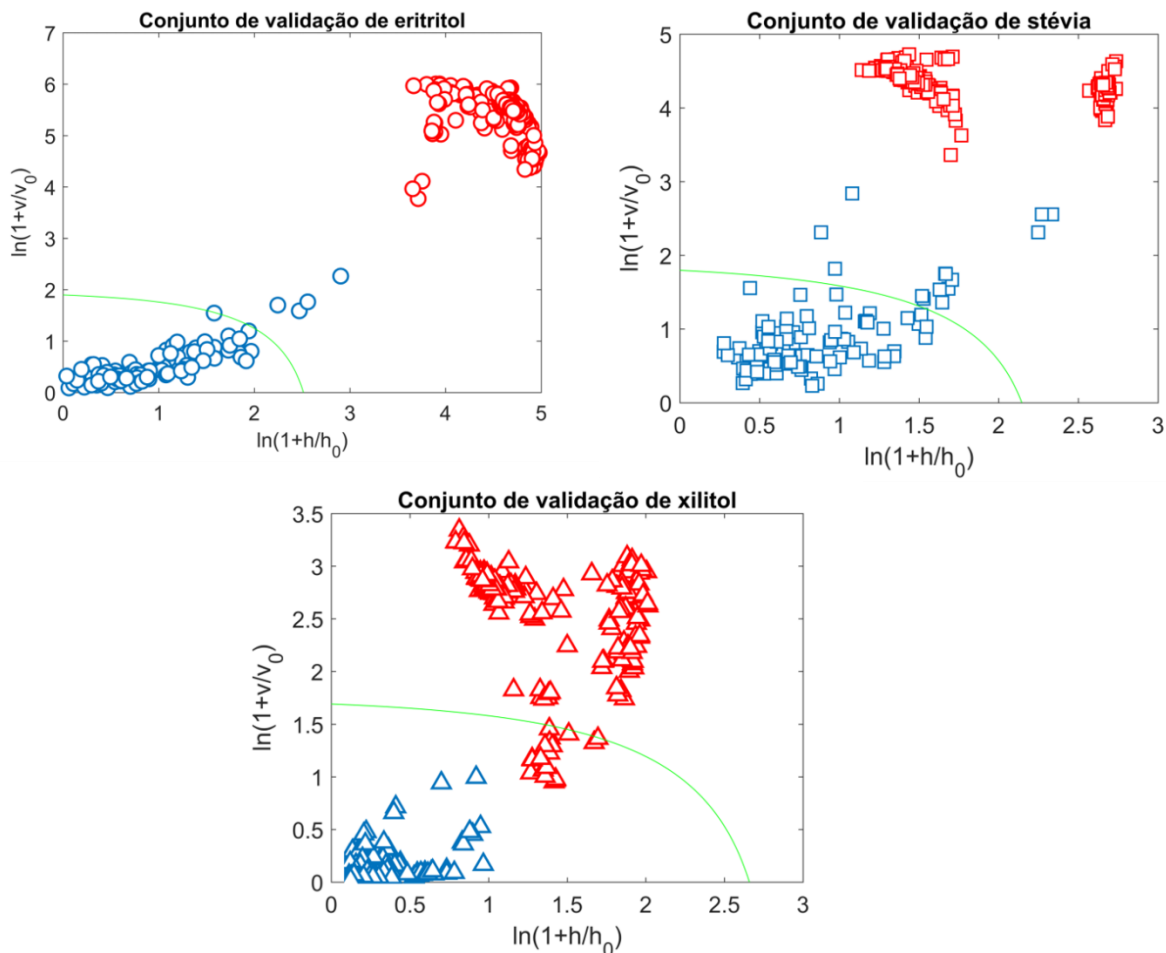 Conjunto de validação de eritritol
7
6
5
4
3
2
1
0
ln(1+v/v0)
0 1 2 3 4 5
ln(1+h/h0)
Conjunto de validação de stévia
5
4
3
2
1
0
ln(1+v/v0)
0 0.5 1 1.5 2 2.5 3
ln(1+h/h0)
Conjunto de validação de xilitol
3.5
3
2.5
2
1.5
1
0.5
0
ln(1+v/v0)
0 0.5 1 1.5 2 2.5 3
ln(1+h/h0)